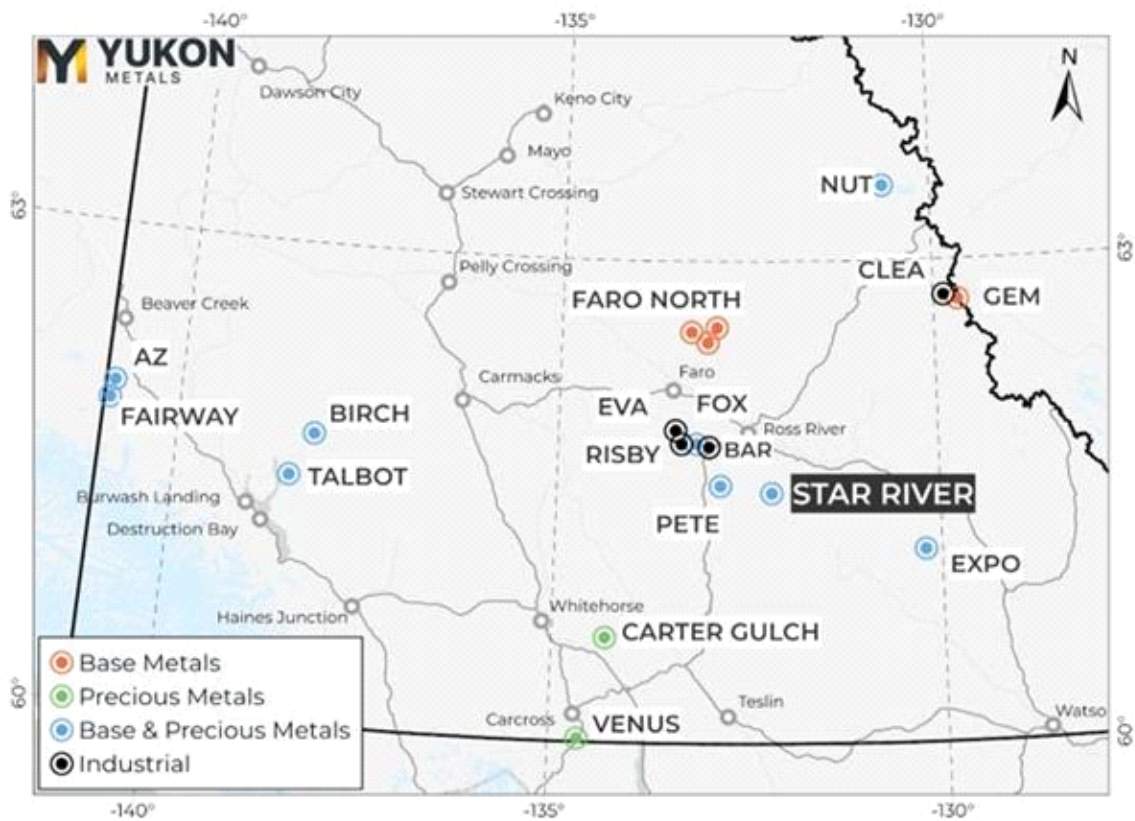 -140°
-135°
-130°
YUKON
METALS
N
Dawson City
Keno City
Mayo
Stewart Crossing
NUT
63°
63°
Pelly Crossing
CLEA
GEM
Beaver Creek
FARO NORTH
AZ
Faro
Carmacks
FAIRWAY
BIRCH
EVA
FOX
Ross River
RISBY
BAR
TALBOT
Burwash Landing
STAR RIVER
Destruction Bay
PETE
EXPO
Whitehorse
Haines Junction
CARTER GULCH
Base Metals
Precious Metals
Base & Precious Metals
Industrial
60°
Teslin
Carcross
VENUS
Watso
60°
-140°
-135°
-130°